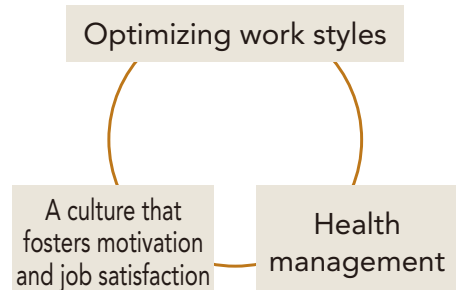 Optimizing work styles
A culture that
fosters motivation
and job satisfaction
Health
management